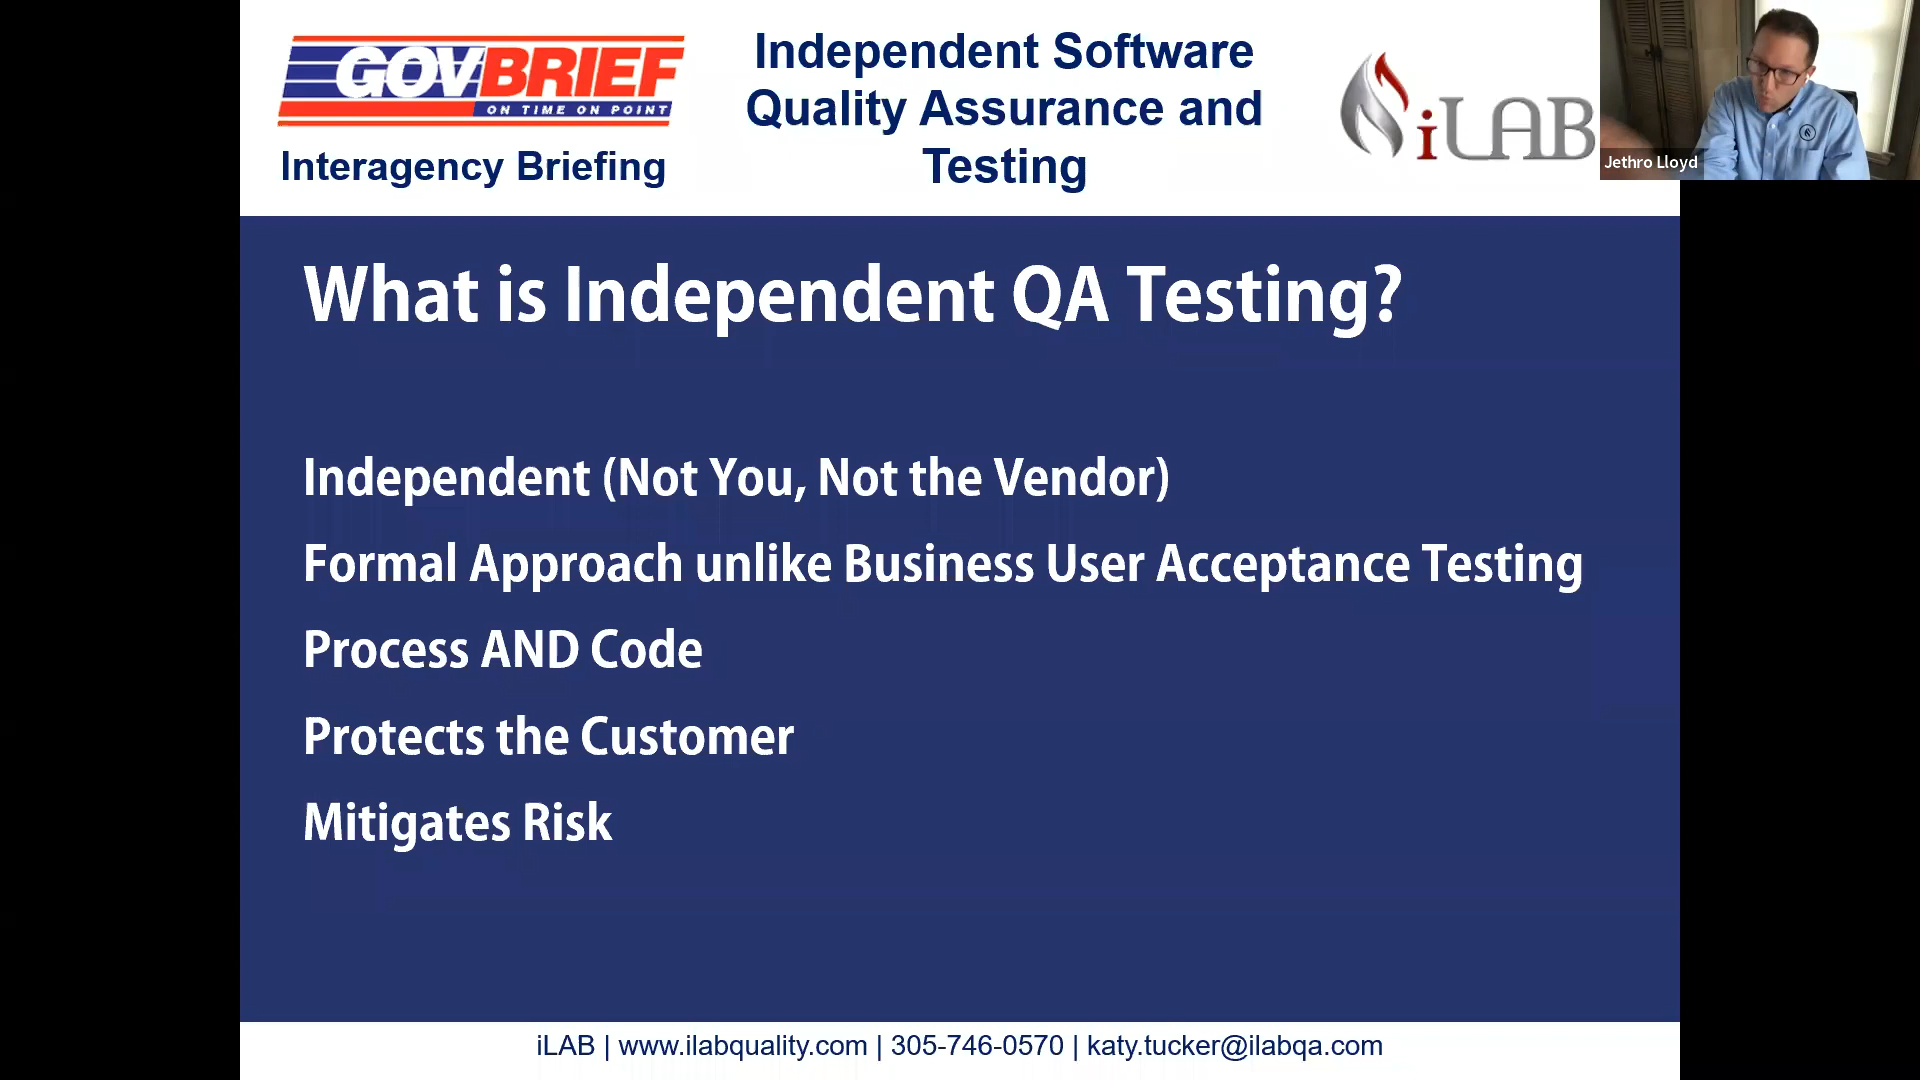 GOVBRIEF
ON TIME ON POINT
Interagency Briefing
Independent Software
Quality Assurance and
Testing
iLAB
Jethro Lloyd
What is Independent QA Testing?
Independent (Not You, Not the Vendor)
Formal Approach unlike Business User Acceptance Testing
Process AND Code
Protects the Customer
Mitigates Risk
iLAB | www.ilabquality.com | 305-746-0570 | katy.tucker@ilabqa.com